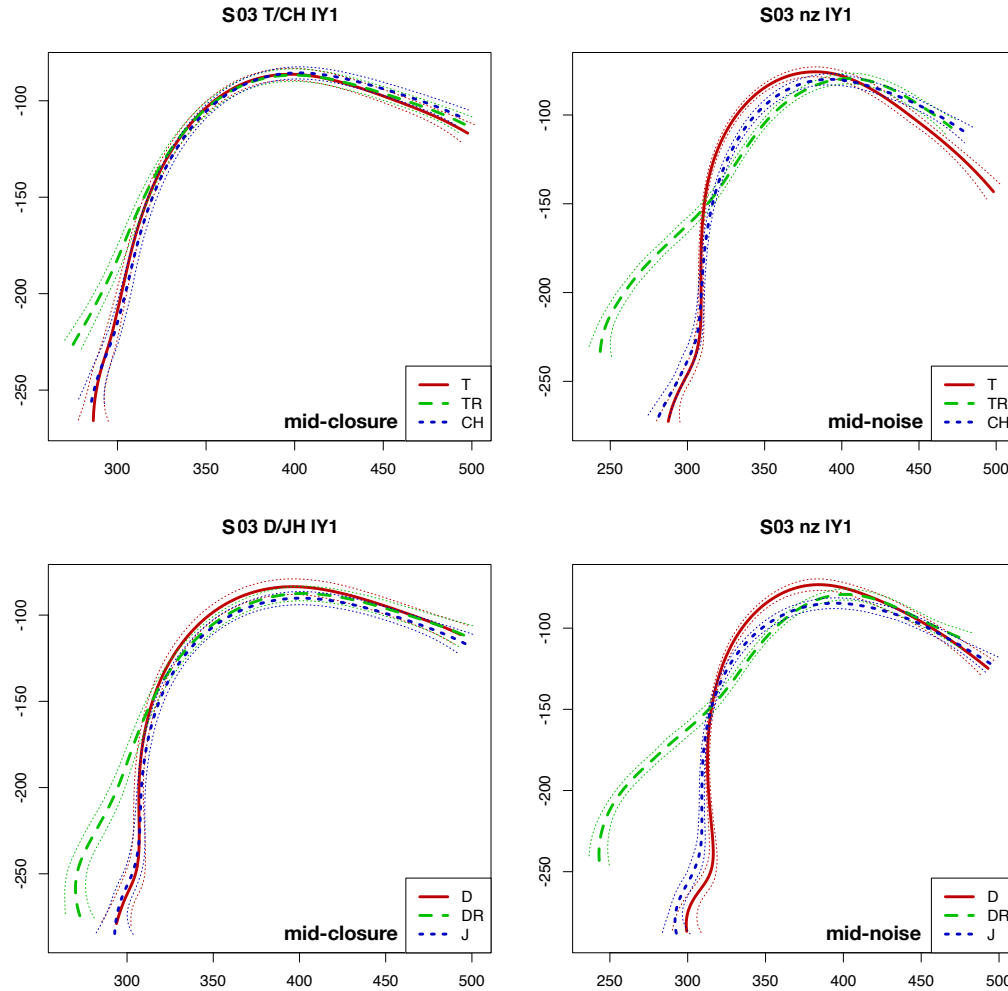 S03 T/CH IY1
-100
-150
-200
-250
T
TR
CH
mid-closure
300 350 400 450 500
S03 nz IY1
-100
-150
-200
-250
T
TR
CH
mid-noise
250 300 350 400 450 500
S03 D/JH IY1
-100
-150
-200
-250
D
DR
J
mid-closure
300 350 400 450 500
S03 nz IY1
-100
-150
-200
-250
D
DR
J
mid-noise
250 300 350 400 450 500